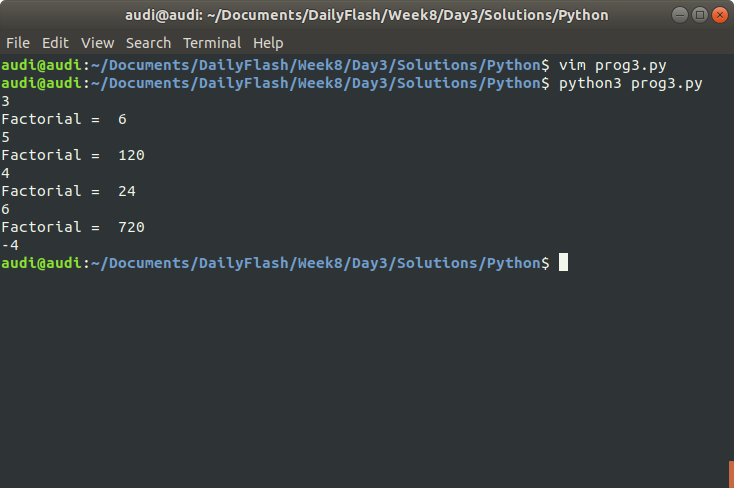 audi@audi: ~/Documents/DailyFlash/Week8/Day3/Solutions/Python
File Edit View Search Terminal Help
audi@audi:~/Documents/DailyFlash/Week8/Day3/Solutions/Python$ vim prog3.py
audi@audi:~/Documents/DailyFlash/Week8/Day3/Solutions/Python$ python3 prog3.py
3
Factorial =  6
5
Factorial =  120
4
Factorial =  24
6
Factorial =  720
-4
audi@audi:~/Documents/DailyFlash/Week8/Day3/Solutions/Python$